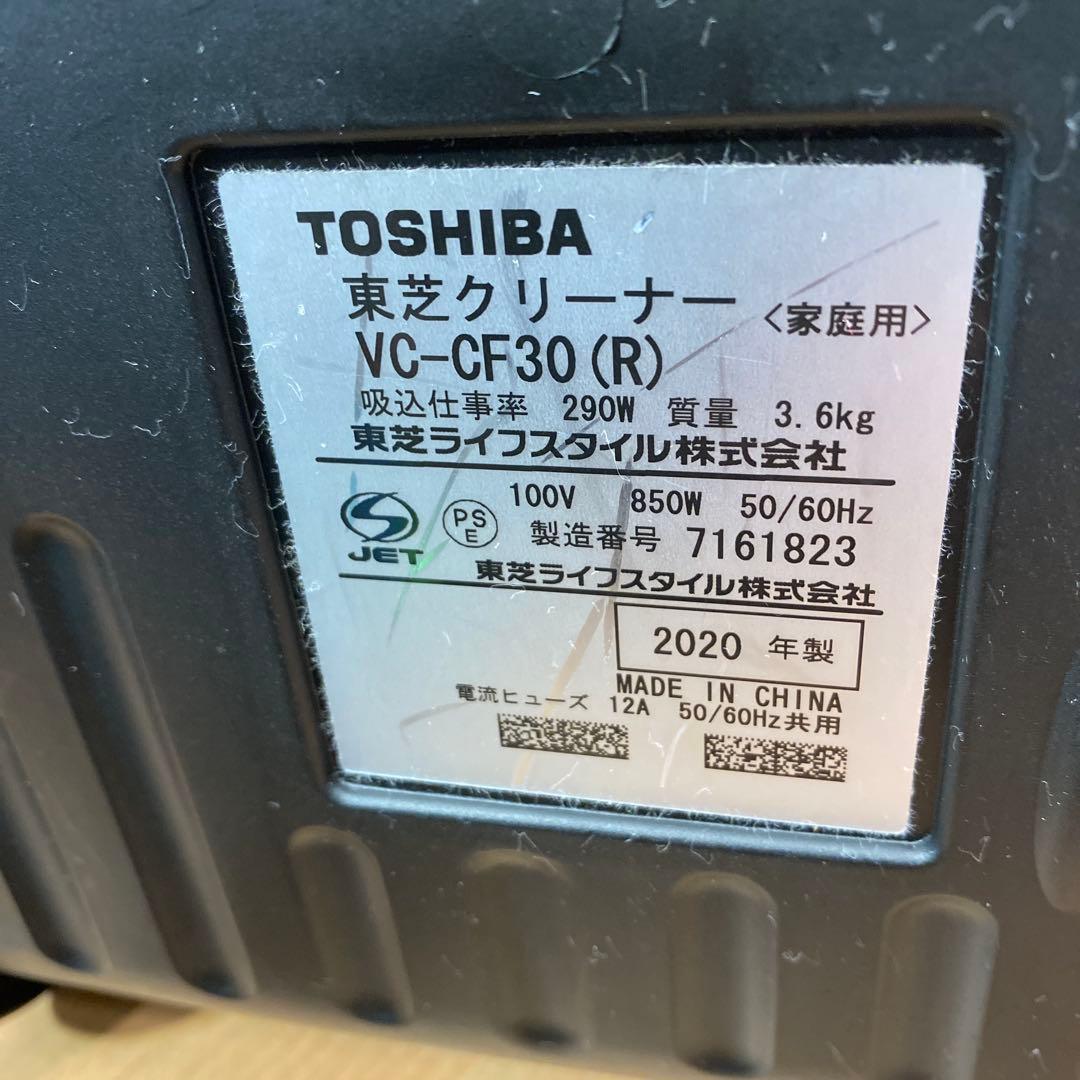 TOSHIBA
東芝クリーナー 〈家庭用〉
VC-CF30(R)
吸込仕事率 290W 質量 3.6kg
東芝ライフスタイル株式会社
100V 850W 50/60Hz
JET PSE 製造番号 7161823
東芝ライフスタイル株式会社
2020 年製
MADE IN CHINA
電流ヒューズ 12A 50/60Hz共用